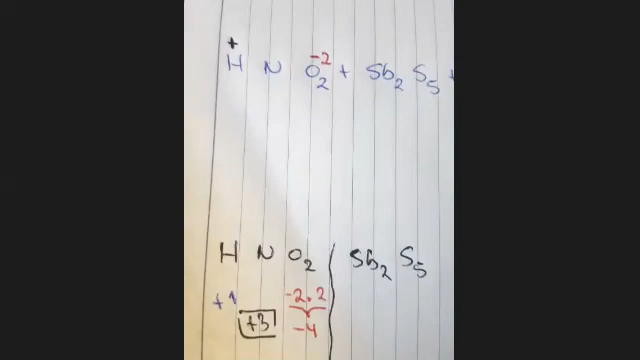 + -2
H N O2 + Sb2 S5 +
H N O2 Sb2 S5
+1 -2.2
+3 -4